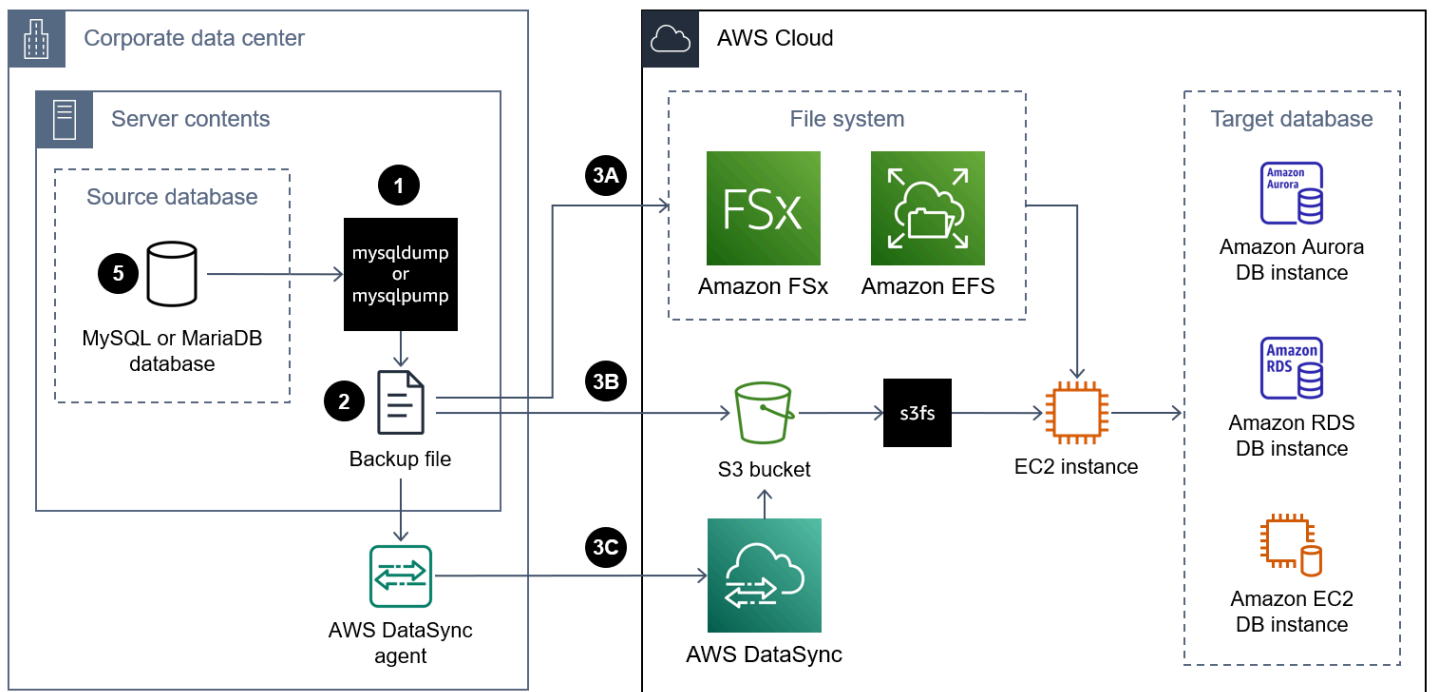 Corporate data center
Server contents
Source database
5
MySQL or MariaDB
database
1
mysqldump
or
mysqlpump
2
Backup file
AWS DataSync
agent
3A
3B
3C
AWS Cloud
File system
FSx
Amazon FSx
Amazon EFS
S3 bucket
s3fs
EC2 instance
AWS DataSync
Target database
Amazon
Aurora
Amazon Aurora
DB instance
Amazon
RDS
Amazon RDS
DB instance
Amazon EC2
DB instance